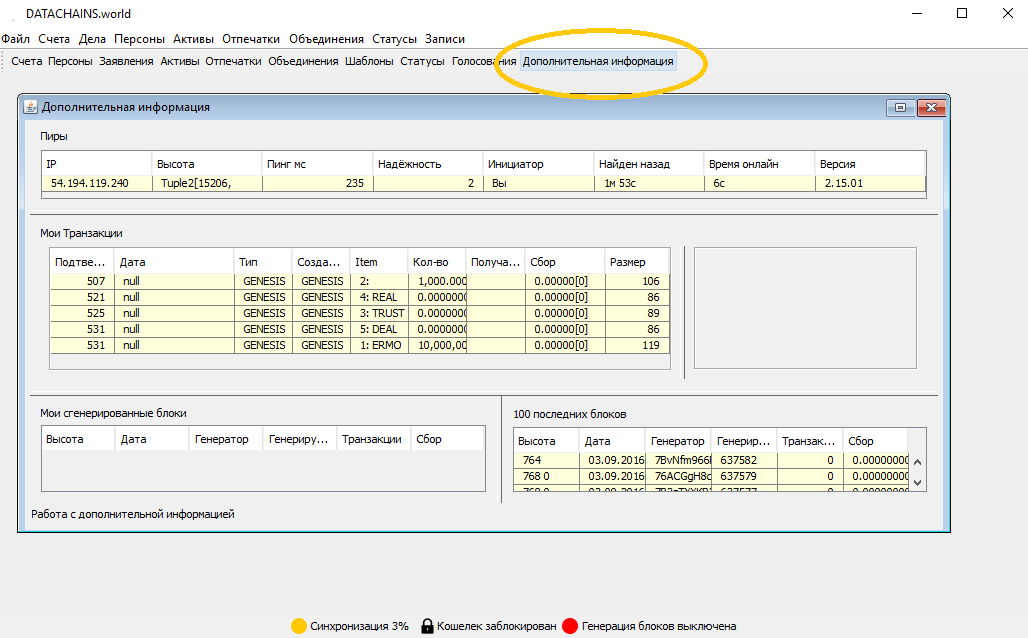 DATACHAINS.world
Файл Счета Дела Персоны Активы Отпечатки Объединения Статусы Записи
Счета Персоны Заявления Активы Отпечатки Объединения Шаблоны Статусы Голосования Дополнительная информация
Дополнительная информация
Пиры
IP Высота Пинг мс Надёжность Инициатор Найден назад Время онлайн Версия
54.194.119.240 Tuple2[15206, 235 2 Вы 1м 53с 6с 2.15.01
Мои Транзакции
Подтве... Дата Тип Созда... Item Кол-во Получа... Сбор Размер
507 null GENESIS GENESIS 2: 1,000.000 0.00000[0] 106
521 null GENESIS GENESIS 4: REAL 0.0000000 0.00000[0] 86
525 null GENESIS GENESIS 3: TRUST 0.0000000 0.00000[0] 89
531 null GENESIS GENESIS 5: DEAL 0.0000000 0.00000[0] 86
531 null GENESIS GENESIS 1: ERMO 10,000,00 0.00000[0] 119
Мои сгенерированные блоки
Высота Дата Генератор Генериру... Транзакции Сбор
100 последних блоков
Высота Дата Генератор Генерир... Транзак... Сбор
764 03.09.2016 7BvNfm966 637582 0 0.00000000
768 0 03.09.2016 76ACGgH8c 637579 0 0.00000000
Работа с дополнительной информацией
Синхронизация 3% Кошелек заблокирован Генерация блоков выключена